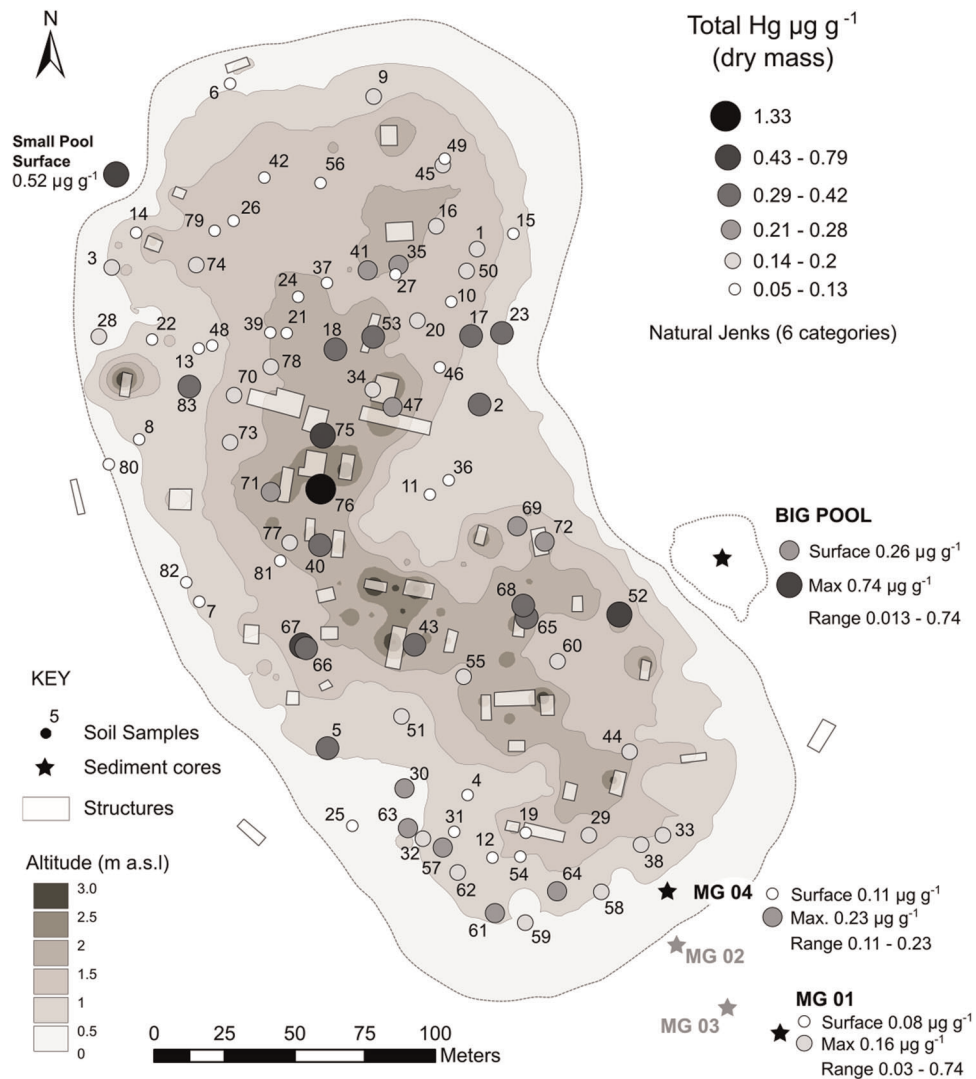 N
Total Hg µg g-1
(dry mass)
1.33
0.43 - 0.79
0.29 - 0.42
0.21 - 0.28
0.14 - 0.2
0.05 - 0.13
Natural Jenks (6 categories)
Small Pool
Surface
0.52 µg g-1
6
9
42
56
49
45
14
79
26
16
15
1
3
74
41
35
50
27
37
24
10
28
22
48
13
39
21
18
53
20
17
23
83
70
78
34
46
47
2
8
73
75
80
71
76
11
36
69
72
77
40
81
82
7
68
65
52
67
66
43
60
55
5
51
44
30
4
25
63
31
19
29
33
32
57
12
54
38
62
64
58
61
59
BIG POOL
Surface 0.26 µg g-1
Max 0.74 µg g-1
Range 0.013 - 0.74
KEY
5
Soil Samples
Sediment cores
Structures
Altitude (m a.s.l)
3.0
2.5
2
1.5
1
0.5
0
MG 04
Surface 0.11 µg g-1
Max. 0.23 µg g-1
Range 0.11 - 0.23
MG 02
MG 03
MG 01
Surface 0.08 µg g-1
Max 0.16 µg g-1
Range 0.03 - 0.74
0 25 50 75 100
Meters